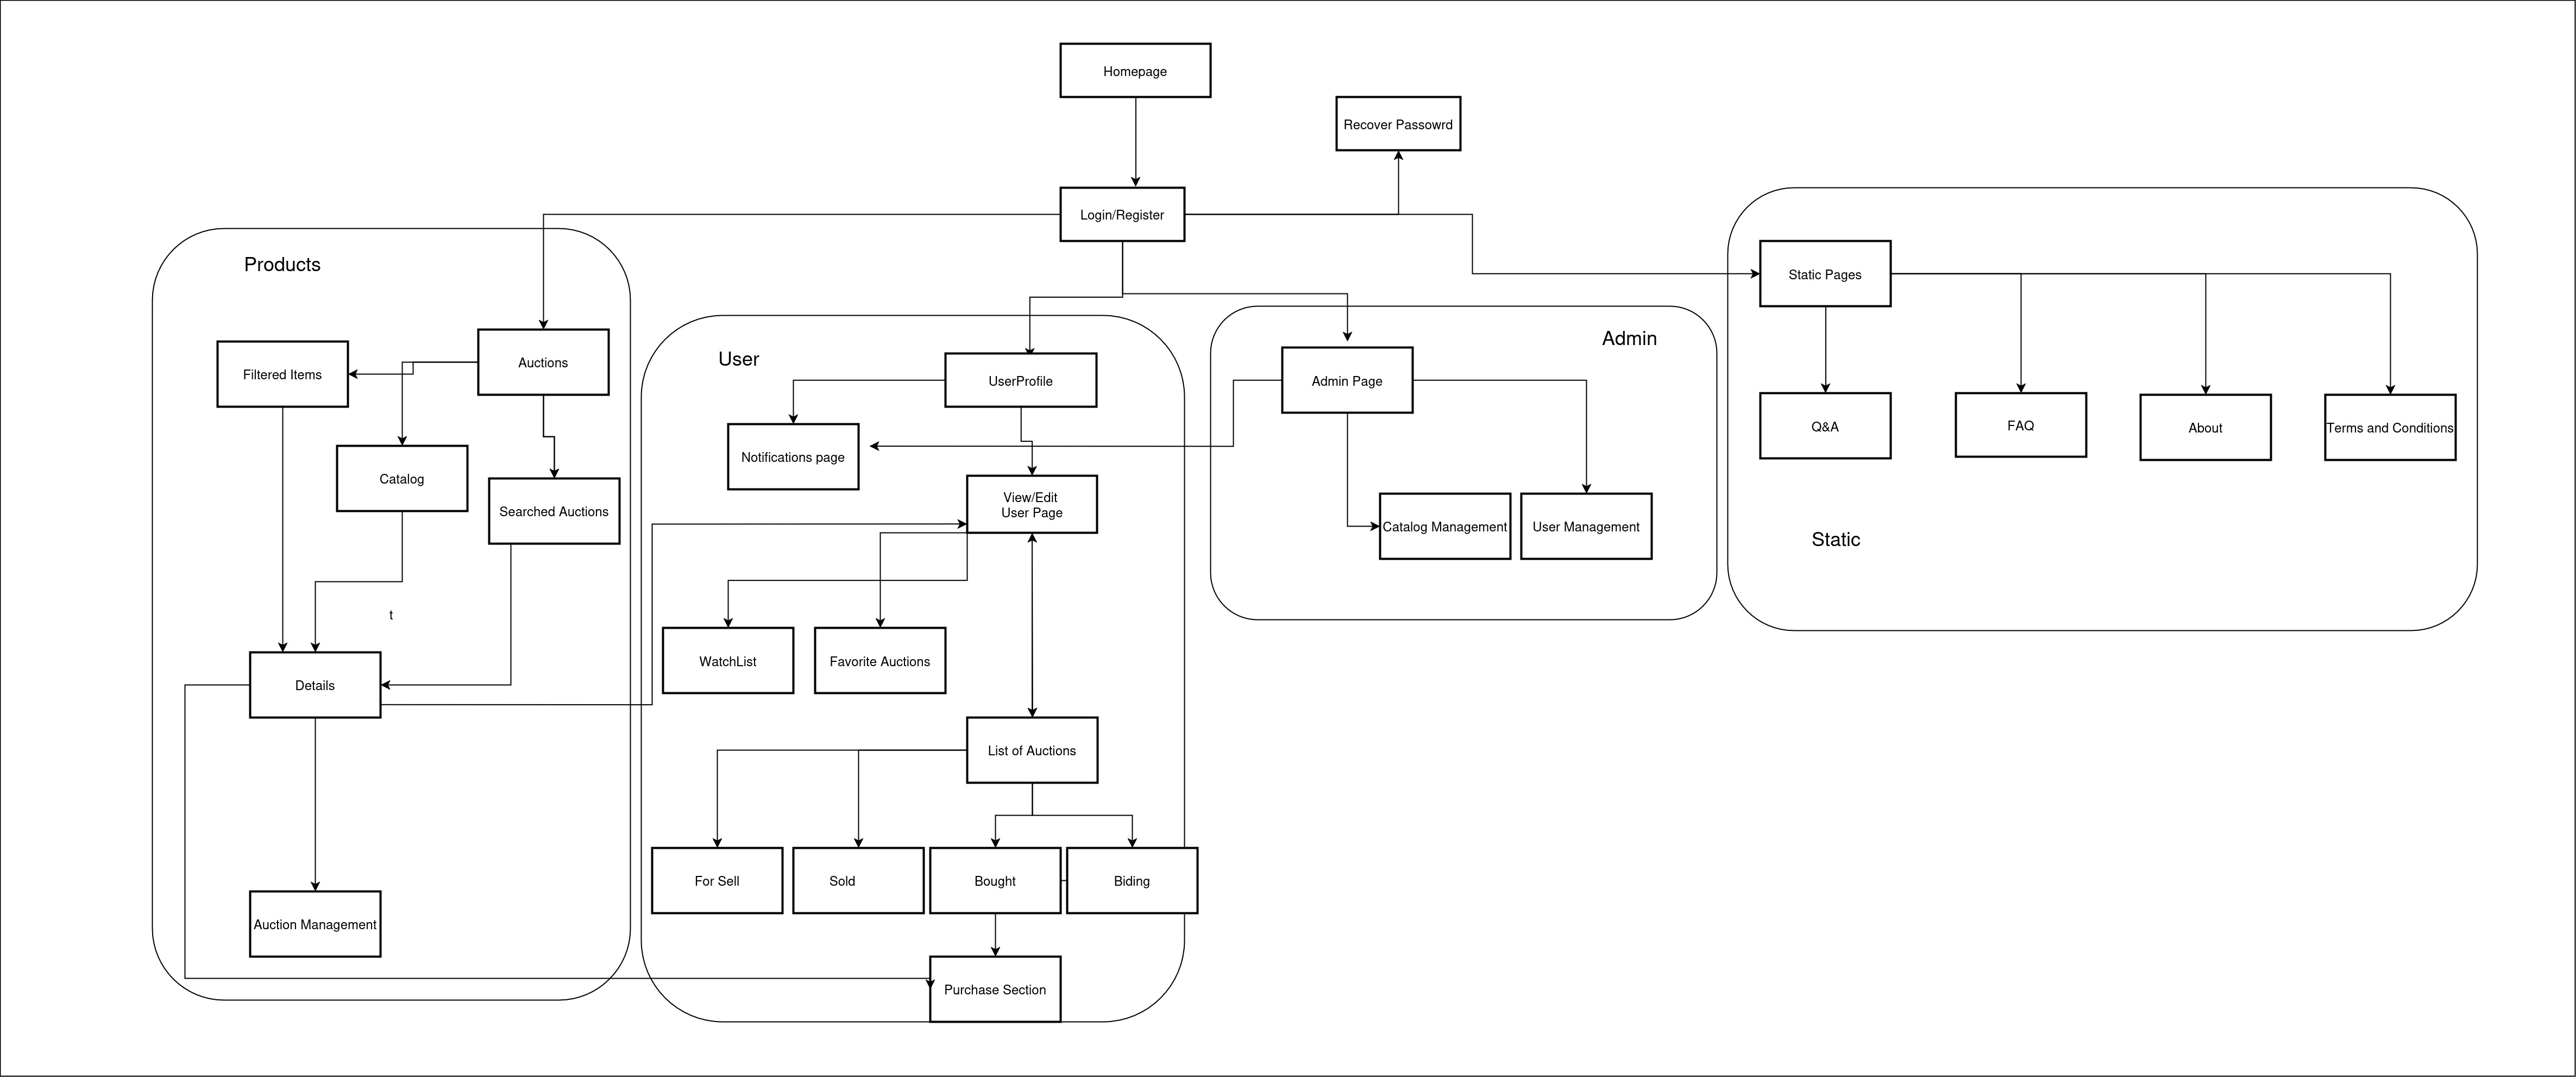 Homepage
Recover Passowrd
Login/Register
Products
Static Pages
Admin
User
Auctions
Filtered Items
UserProfile
Admin Page
Q&A
FAQ
About
Terms and Conditions
Notifications page
Catalog
Searched Auctions
View/Edit
User Page
Catalog Management
User Management
Static
t
WatchList
Favorite Auctions
Details
List of Auctions
For Sell
Sold
Bought
Biding
Auction Management
Purchase Section